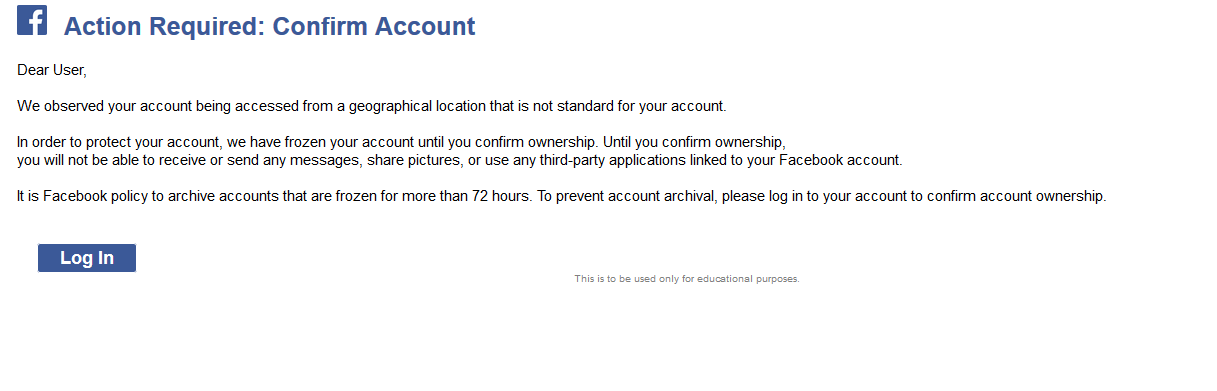 Action Required: Confirm Account
Dear User,
We observed your account being accessed from a geographical location that is not standard for your account.
In order to protect your account, we have frozen your account until you confirm ownership. Until you confirm ownership,
you will not be able to receive or send any messages, share pictures, or use any third-party applications linked to your Facebook account.
It is Facebook policy to archive accounts that are frozen for more than 72 hours. To prevent account archival, please log in to your account to confirm account ownership.
Log In
This is to be used only for educational purposes.